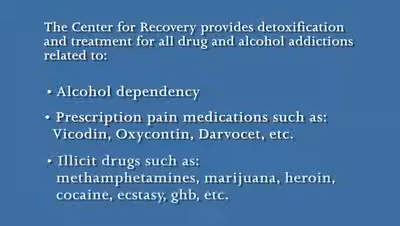 The Center for Recovery provides detoxification
and treatment for all drug and alcohol addictions
related to:
• Alcohol dependency
• Prescription pain medications such as:
Vicodin, Oxycontin, Darvocet, etc.
• Illicit drugs such as:
methamphetamines, marijuana, heroin,
cocaine, ecstasy, ghb, etc.